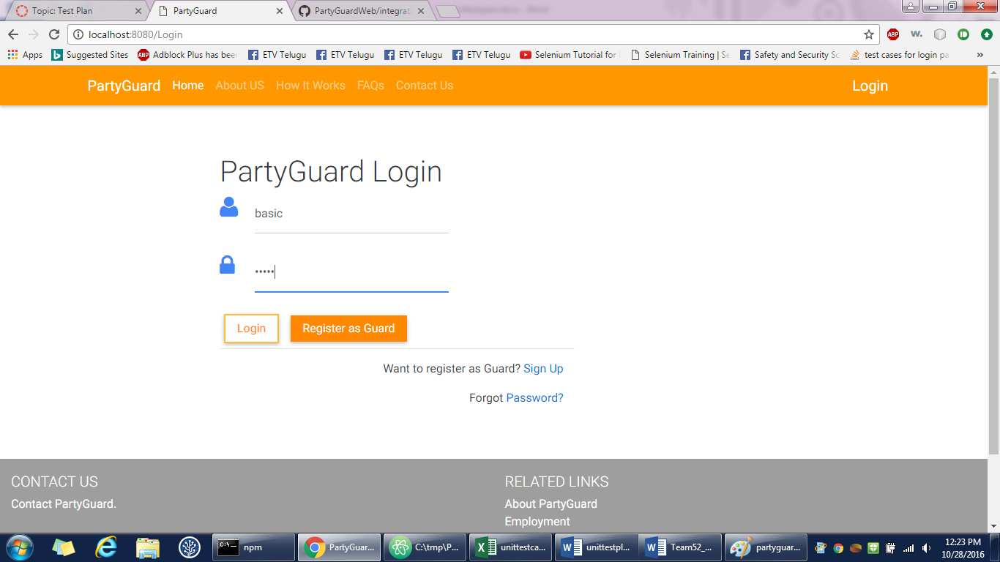 Topic: Test Plan
PartyGuard
PartyGuardWeb/integrat
localhost:8080/Login
ABP
W.
Apps
Suggested Sites
ABP
Adblock Plus has been
ETV Telugu
ETV Telugu
ETV Telugu
ETV Telugu
Selenium Tutorial for
Selenium Training | Se
Safety and Security Sc
test cases for login pa
»
PartyGuard
Home
About US
How It Works
FAQs
Contact Us
Login
PartyGuard Login
basic
•••••
Login
Register as Guard
Want to register as Guard? Sign Up
Forgot Password?
CONTACT US
RELATED LINKS
Contact PartyGuard.
About PartyGuard
Employment
npm
PartyGuar...
C:\tmp\P...
unittestca...
unittestpl...
Team52_...
partyguar...
12:23 PM
10/28/2016